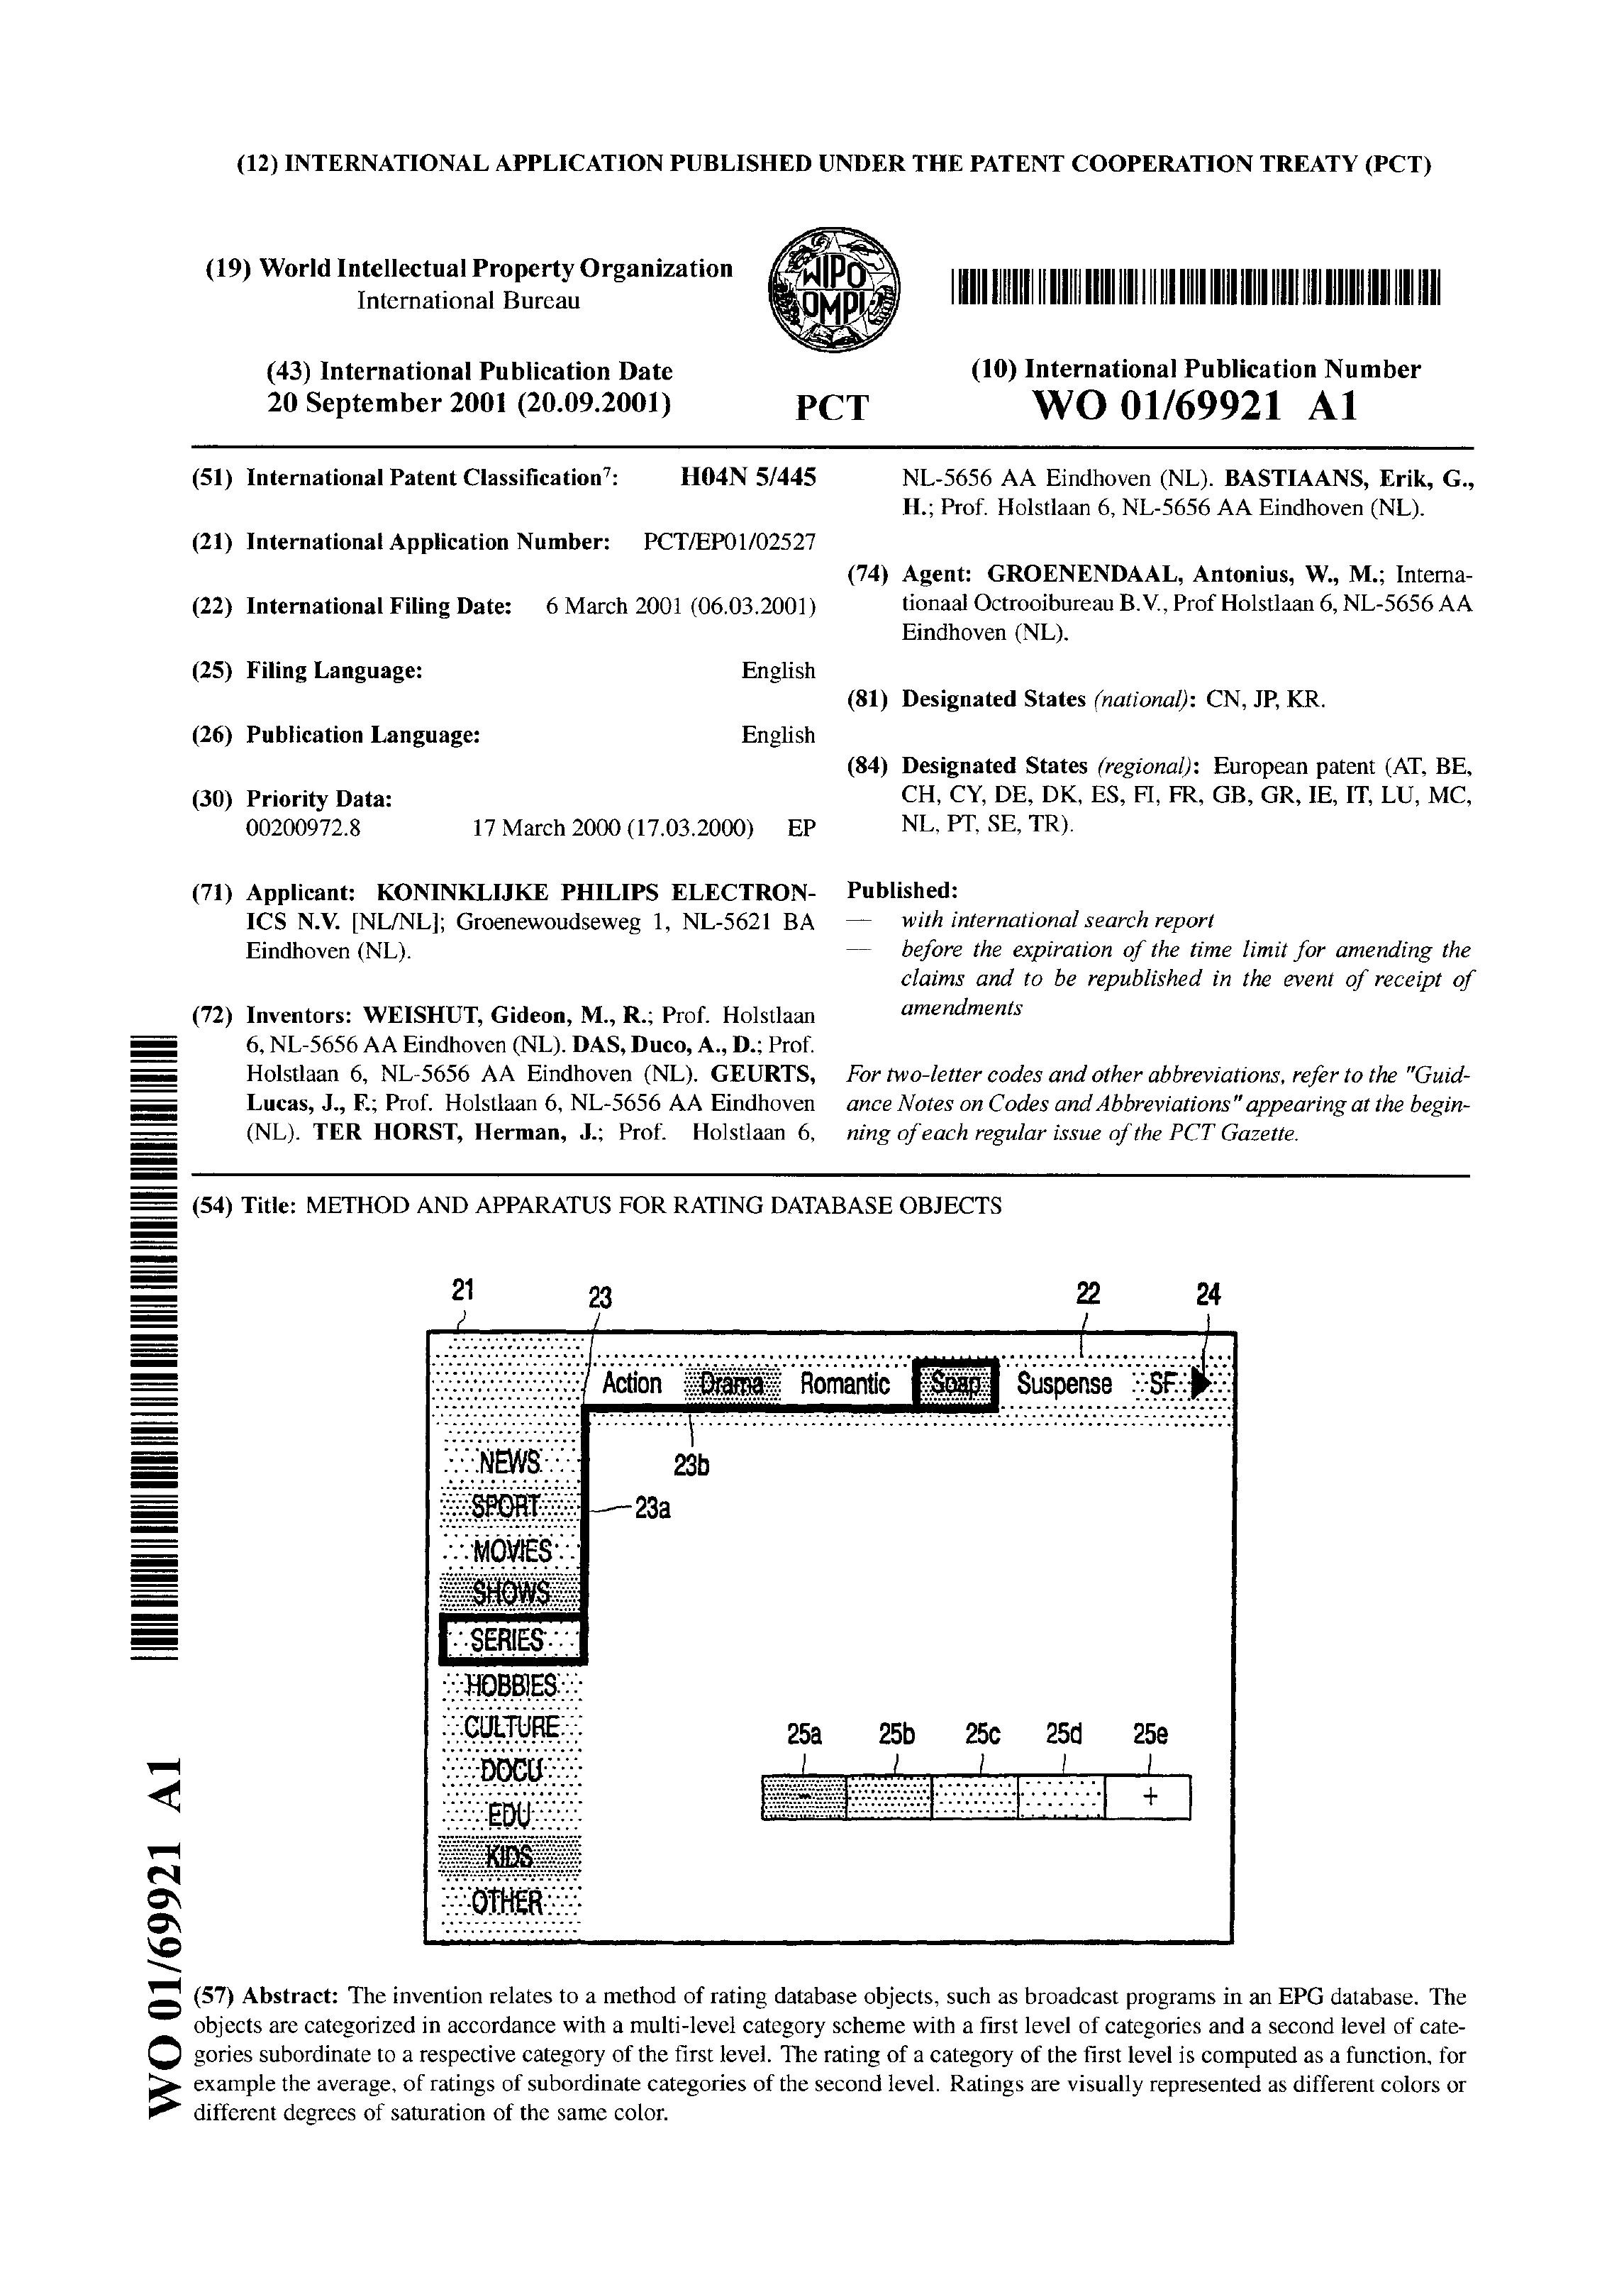 (12) INTERNATIONAL APPLICATION PUBLISHED UNDER THE PATENT COOPERATION TREATY (PCT)
(19) World Intellectual Property Organization
International Bureau
WIPO
OMPI
(43) International Publication Date
20 September 2001 (20.09.2001)
PCT
(10) International Publication Number
WO 01/69921 A1
(51) International Patent Classification7: H04N 5/445
(21) International Application Number: PCT/EP01/02527
(22) International Filing Date: 6 March 2001 (06.03.2001)
(25) Filing Language: English
(26) Publication Language: English
(30) Priority Data:
00200972.8 17 March 2000 (17.03.2000) EP
(71) Applicant: KONINKLIJKE PHILIPS ELECTRON-
ICS N.V. [NL/NL]; Groenewoudseweg 1, NL-5621 BA
Eindhoven (NL).
(72) Inventors: WEISHUT, Gideon, M., R.; Prof. Holstlaan
6, NL-5656 AA Eindhoven (NL). DAS, Duco, A., D.; Prof.
Holstlaan 6, NL-5656 AA Eindhoven (NL). GEURTS,
Lucas, J., F.; Prof. Holstlaan 6, NL-5656 AA Eindhoven
(NL). TER HORST, Herman, J.; Prof. Holstlaan 6,
NL-5656 AA Eindhoven (NL). BASTIAANS, Erik, G.,
H.; Prof. Holstlaan 6, NL-5656 AA Eindhoven (NL).
(74) Agent: GROENENDAAL, Antonius, W., M.; Interna-
tionaal Octrooibureau B.V., Prof Holstlaan 6, NL-5656 AA
Eindhoven (NL).
(81) Designated States (national): CN, JP, KR.
(84) Designated States (regional): European patent (AT, BE,
CH, CY, DE, DK, ES, FI, FR, GB, GR, IE, IT, LU, MC,
NL, PT, SE, TR).
Published:
— with international search report
— before the expiration of the time limit for amending the
claims and to be republished in the event of receipt of
amendments
For two-letter codes and other abbreviations, refer to the "Guid-
ance Notes on Codes and Abbreviations" appearing at the begin-
ning of each regular issue of the PCT Gazette.
(54) Title: METHOD AND APPARATUS FOR RATING DATABASE OBJECTS
21 23 22 24
Action Drama Romantic Soap Suspense SF
NEWS
23b
SPORT
23a
MOVIES
SHOWS
SERIES
HOBBIES
CULTURE
25a 25b 25c 25d 25e
DOCU
- +
EDU
KIDS
OTHER
(57) Abstract: The invention relates to a method of rating database objects, such as broadcast programs in an EPG database. The
objects are categorized in accordance with a multi-level category scheme with a first level of categories and a second level of cate-
gories subordinate to a respective category of the first level. The rating of a category of the first level is computed as a function, for
example the average, of ratings of subordinate categories of the second level. Ratings are visually represented as different colors or
different degrees of saturation of the same color.
WO 01/69921 A1